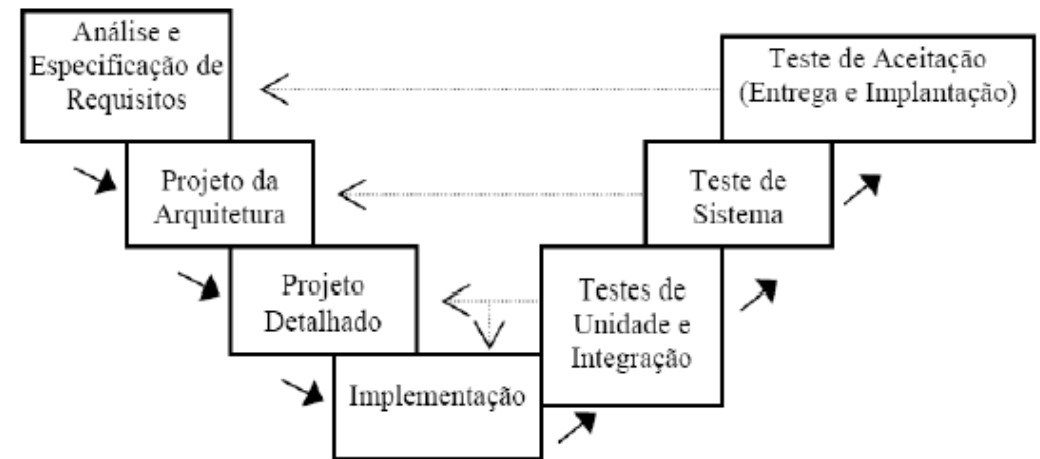 Análise e
Especificação de
Requisitos
Teste de Aceitação
(Entrega e Implantação)
Projeto da
Arquitetura
Teste de
Sistema
Projeto
Detalhado
Testes de
Unidade e
Integração
Implementação